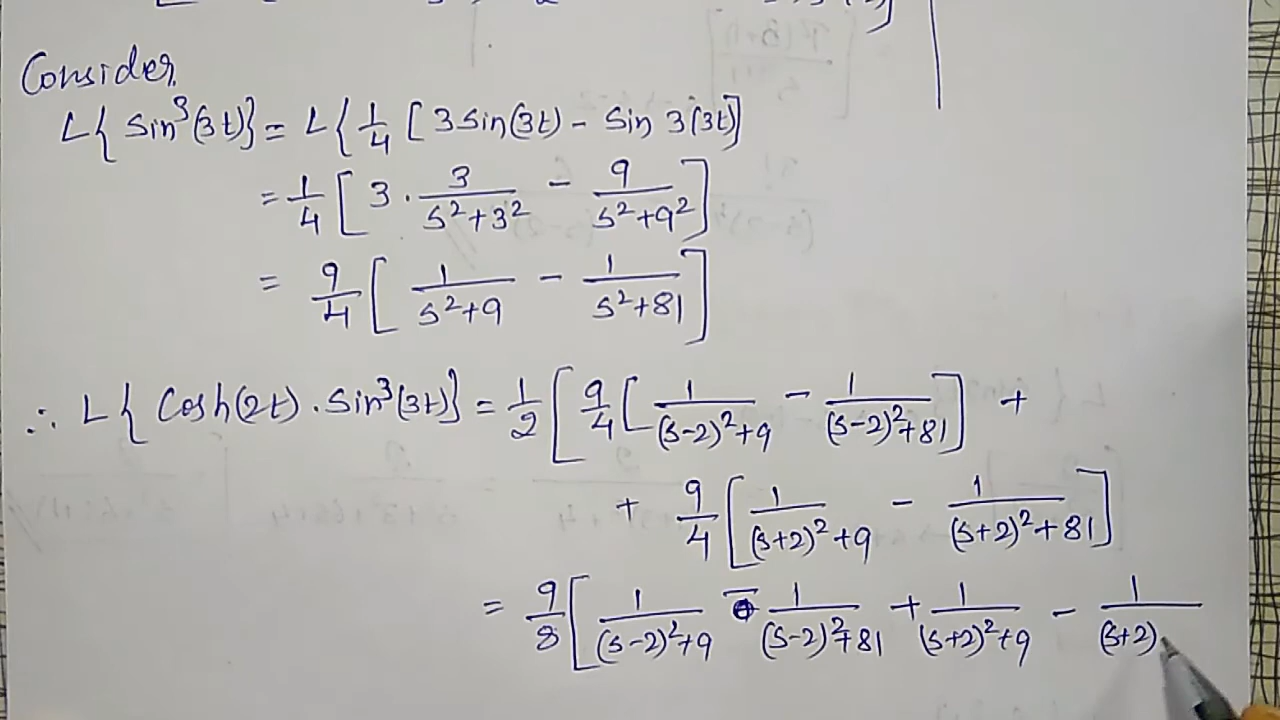 Consider
L{ Sin³(3t)} = L{ 1/4 [ 3Sin(3t) - Sin 3(3t)]
= 1/4 [ 3 . 3/(s²+3²) - 9/(s²+9²) ]
= 9/4 [ 1/(s²+9) - 1/(s²+81) ]
∴ L{ Cosh(2t) . Sin³(3t)} = 1/2 [ 9/4 [ 1/((s-2)²+9) - 1/((s-2)²+81) ] +
+ 9/4 [ 1/((s+2)²+9) - 1/((s+2)²+81) ]
= 9/8 [ 1/((s-2)²+9) - 1/((s-2)²+81) + 1/((s+2)²+9) - 1/(s+2)